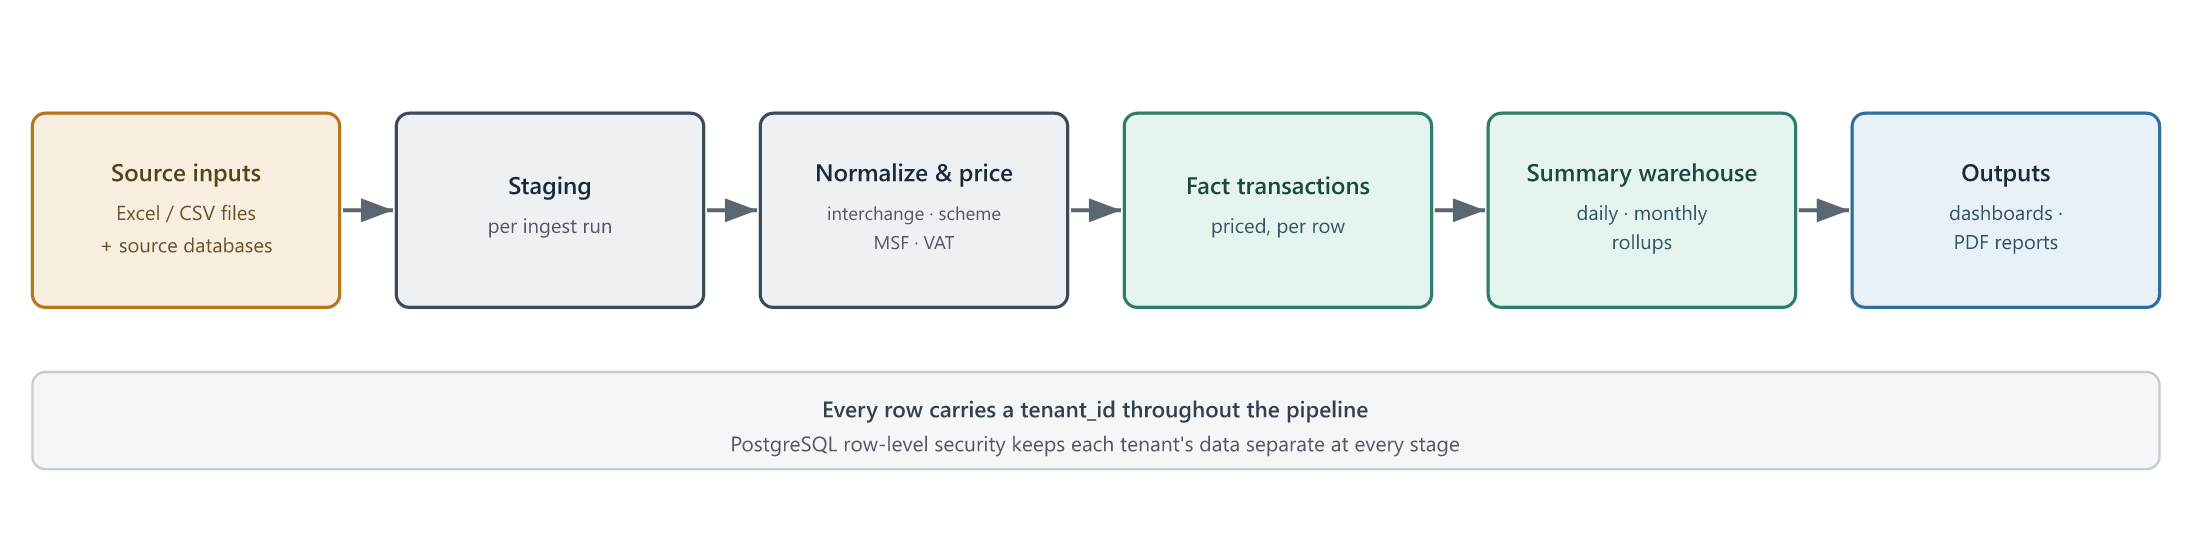 Source inputs
Excel / CSV files
+ source databases
Staging
per ingest run
Normalize & price
interchange · scheme
MSF · VAT
Fact transactions
priced, per row
Summary warehouse
daily · monthly
rollups
Outputs
dashboards ·
PDF reports
Every row carries a tenant_id throughout the pipeline
PostgreSQL row-level security keeps each tenant's data separate at every stage